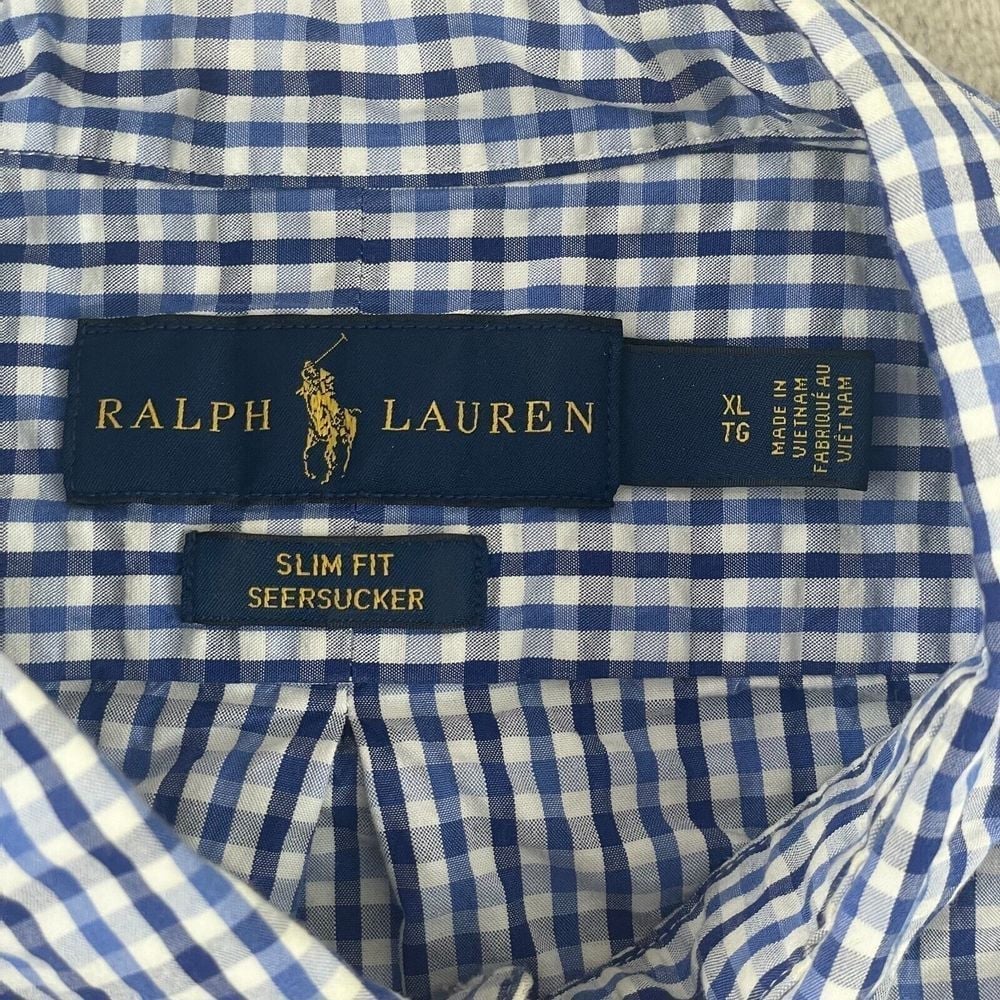 RALPH LAUREN
XL
TG
MADE IN
VIETNAM
FABRIQUÉ AU
VIÊT NAM
SLIM FIT
SEERSUCKER